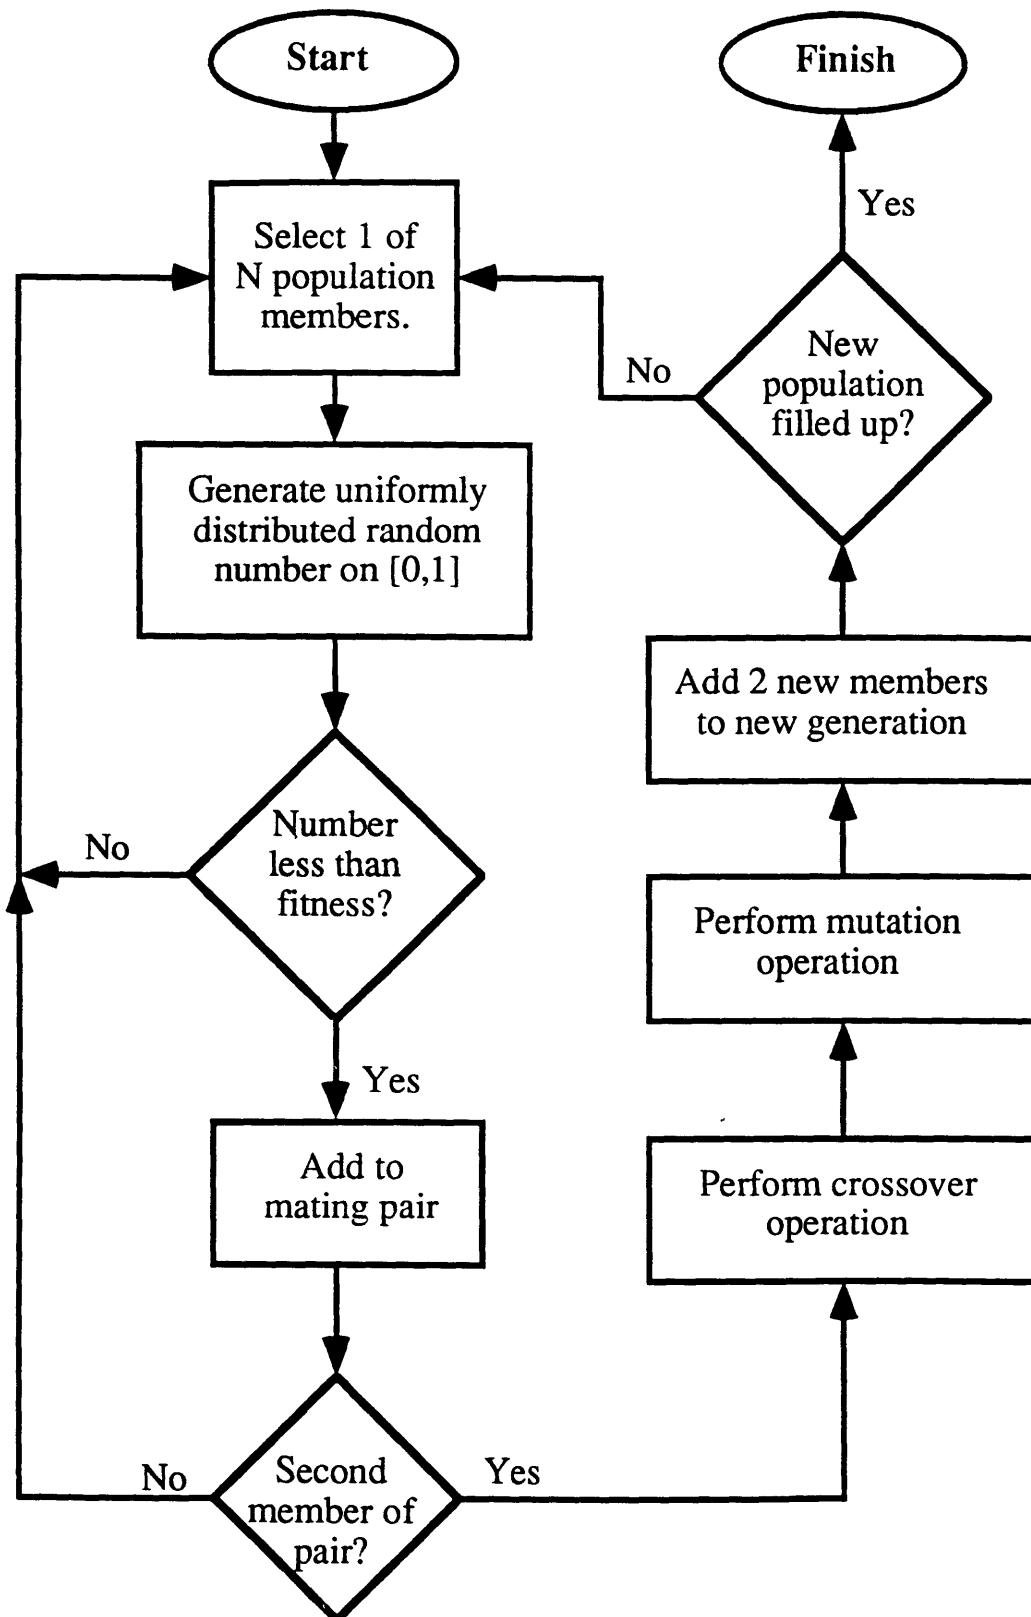 Start
Select 1 of
N population
members.
Generate uniformly
distributed random
number on [0,1]
Number
less than
fitness?
No
Yes
Add to
mating pair
Second
member of
pair?
No
Yes
Perform crossover
operation
Perform mutation
operation
Add 2 new members
to new generation
New
population
filled up?
No
Yes
Finish